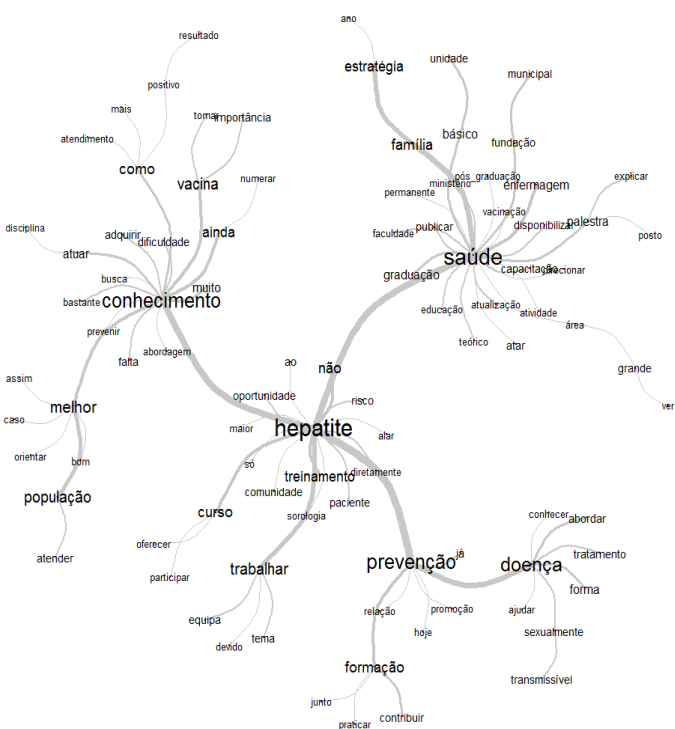 ano
resultado
unidade
estratégia
municipal
positivo
mais
tomar
importância
básico
atendimento
família
fundação
como
vacina
numerar
pós_graduação
explicar
ministério
enfermagem
permanente
vacinação
disciplina
adquirir
dificuldade
ainda
faculdade
publicar
disponibilizar
palestra
posto
atuar
saúde
busca
muito
graduação
capacitação
direcionar
bastante
conhecimento
educação
atualização
atividade
prevenir
área
falta
abordagem
teórico
atar
ao
não
grande
assim
oportunidade
risco
melhor
ver
caso
maior
hepatite
alar
orientar
bom
só
treinamento
diretamente
população
comunidade
paciente
curso
sorologia
conhecer
abordar
oferecer
atender
já
tratamento
participar
trabalhar
prevenção
doença
forma
relação
promoção
ajudar
equipa
hoje
sexualmente
devido
tema
formação
transmissível
junto
praticar
contribuir